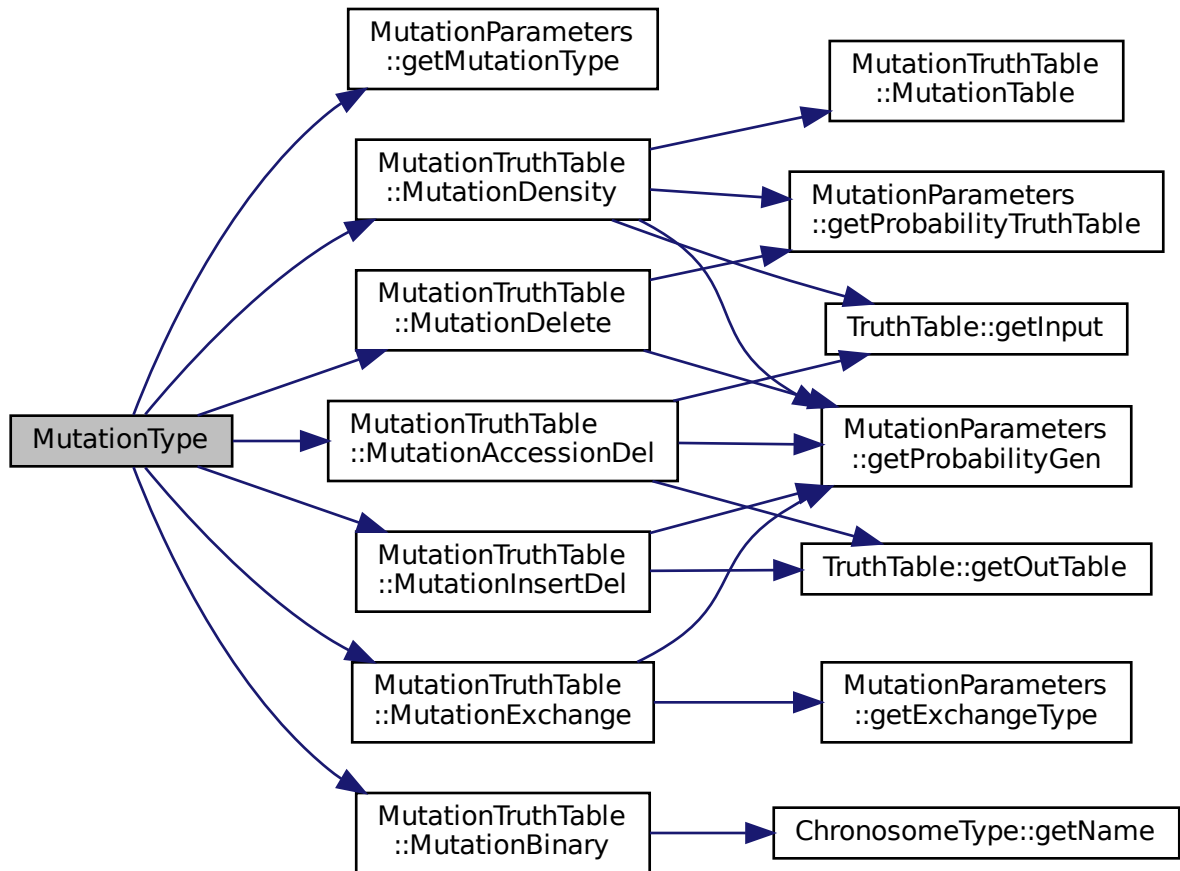 MutationType
MutationParameters
::getMutationType
MutationTruthTable
::MutationDensity
MutationTruthTable
::MutationDelete
MutationTruthTable
::MutationAccessionDel
MutationTruthTable
::MutationInsertDel
MutationTruthTable
::MutationExchange
MutationTruthTable
::MutationBinary
MutationTruthTable
::MutationTable
MutationParameters
::getProbabilityTruthTable
TruthTable::getInput
MutationParameters
::getProbabilityGen
TruthTable::getOutTable
MutationParameters
::getExchangeType
ChronosomeType::getName